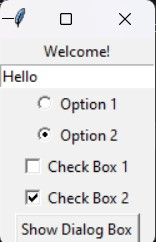 Welcome!
Hello
Option 1
Option 2
Check Box 1
Check Box 2
Show Dialog Box